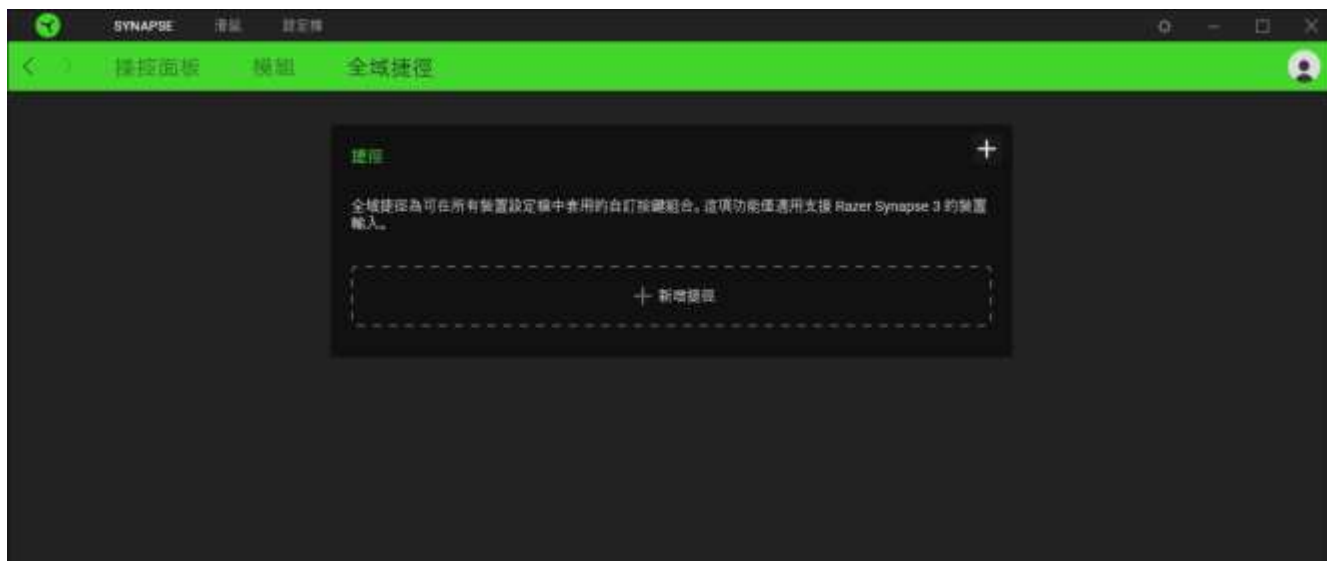 SYNAPSE 滑鼠 設定檔
操控面板 模組 全域捷徑
捷徑
全域捷徑為可在所有裝置設定檔中套用的自訂按鍵組合。這項功能僅適用支援 Razer Synapse 3 的裝置
輸入。
新增捷徑